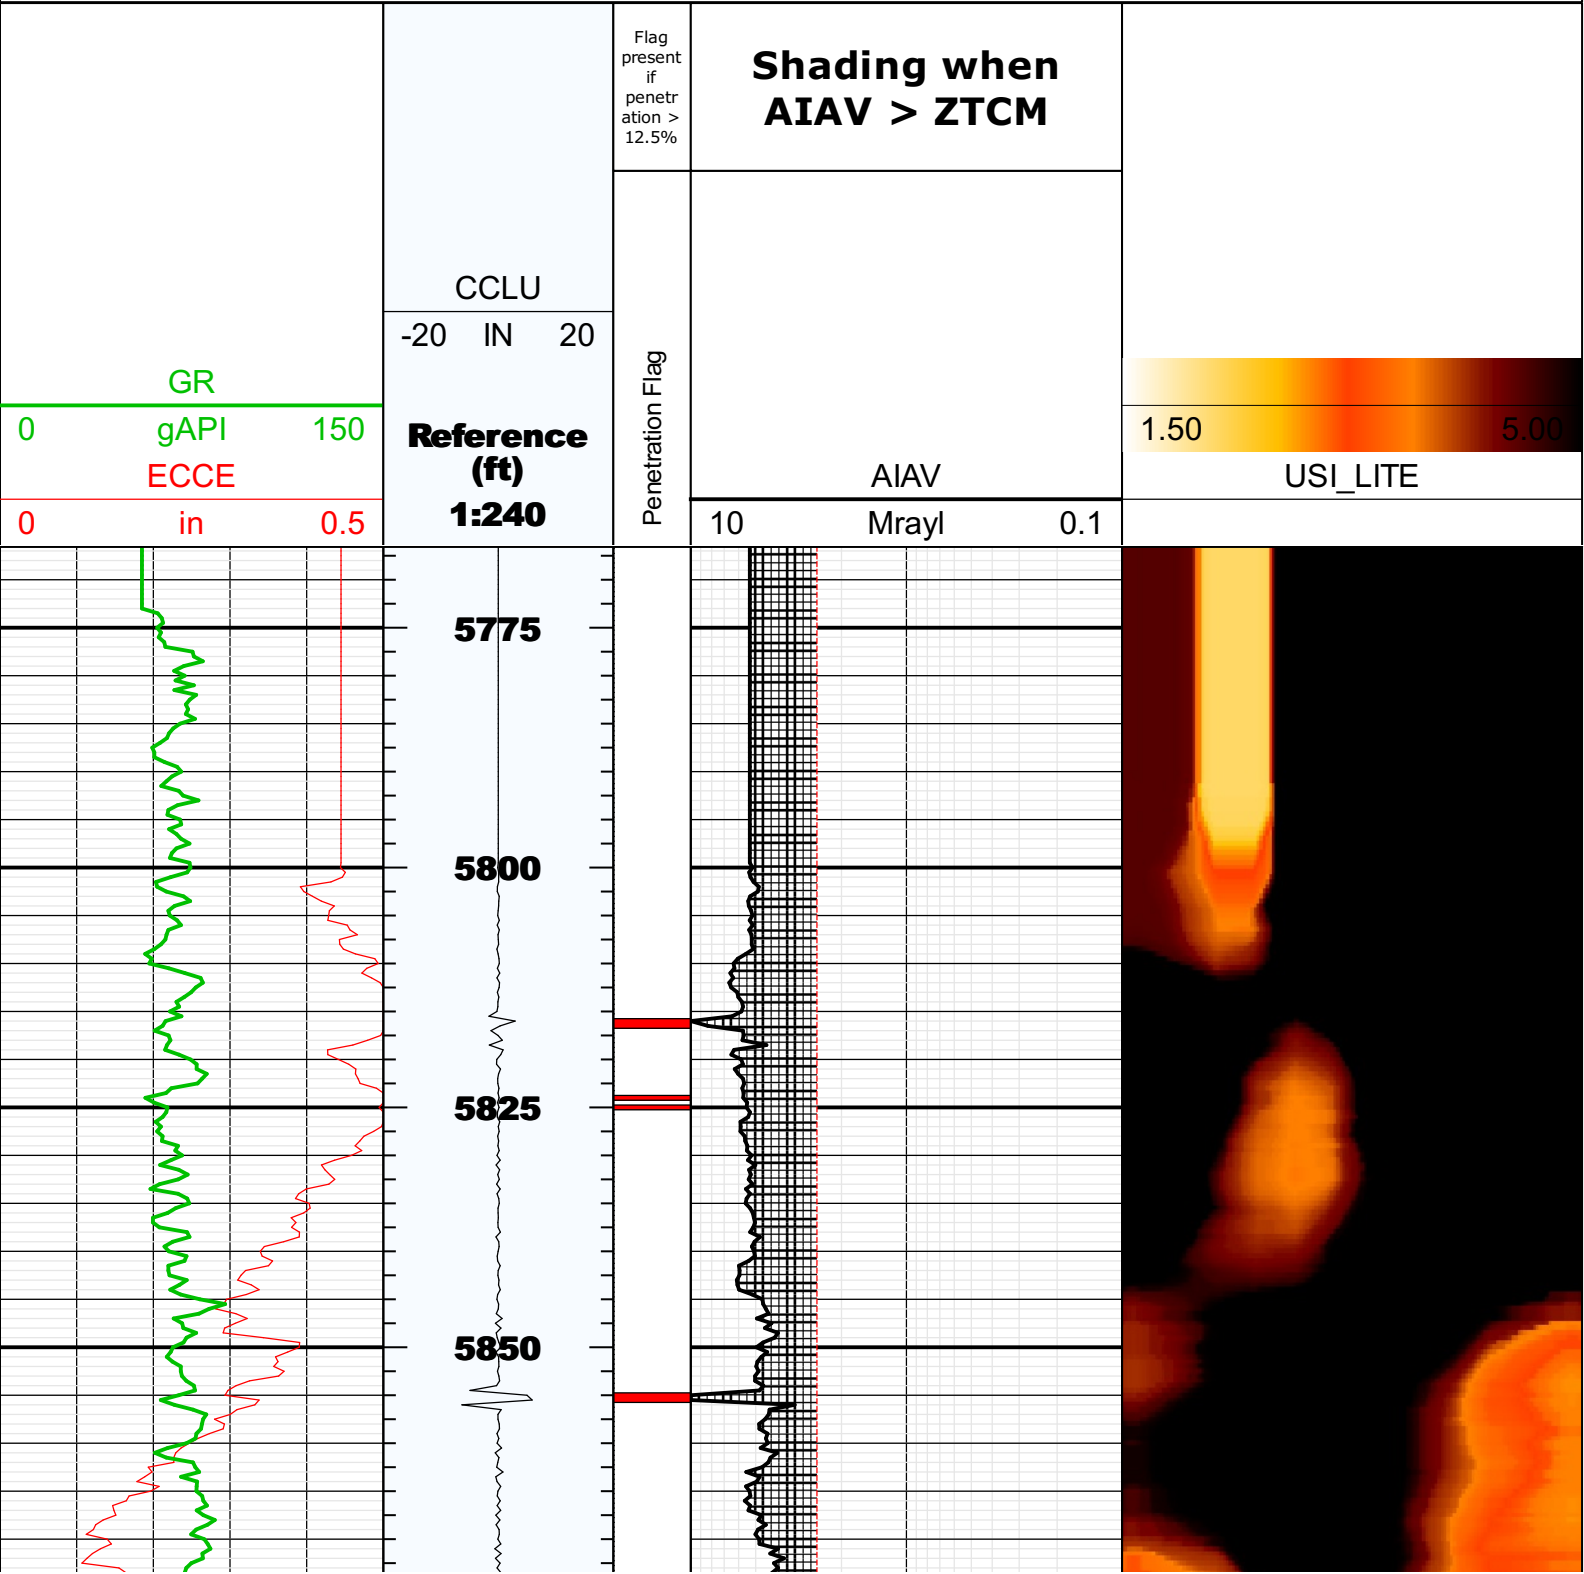 Flag
present
if
penetr
ation >
12.5%
Shading when
AIAV > ZTCM
CCLU
-20 IN 20
GR
0 gAPI 150
ECCE
0 in 0.5
Reference
(ft)
1:240
Penetration Flag
AIAV
10 Mrayl 0.1
1.50 5.00
USI_LITE
5775
5800
5825
5850